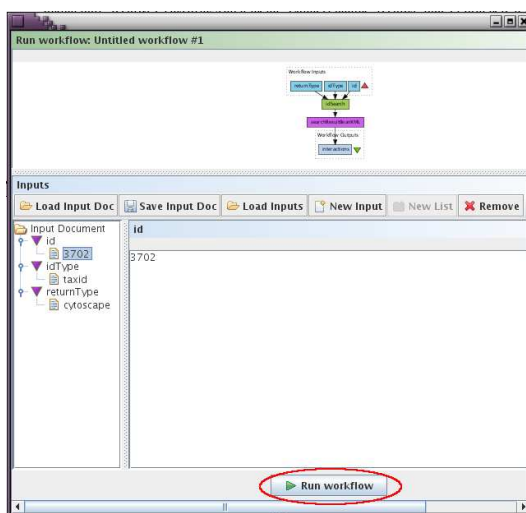 Run workflow: Untitled workflow #1
Workflow Inputs
returnType idType id
idSearch
Workflow Outputs
interactions
Inputs
Load Input Doc Save Input Doc Load Inputs New Input New List Remove
Input Document
id
3702
idType
taxid
returnType
cytoscape
id
3702
Run workflow